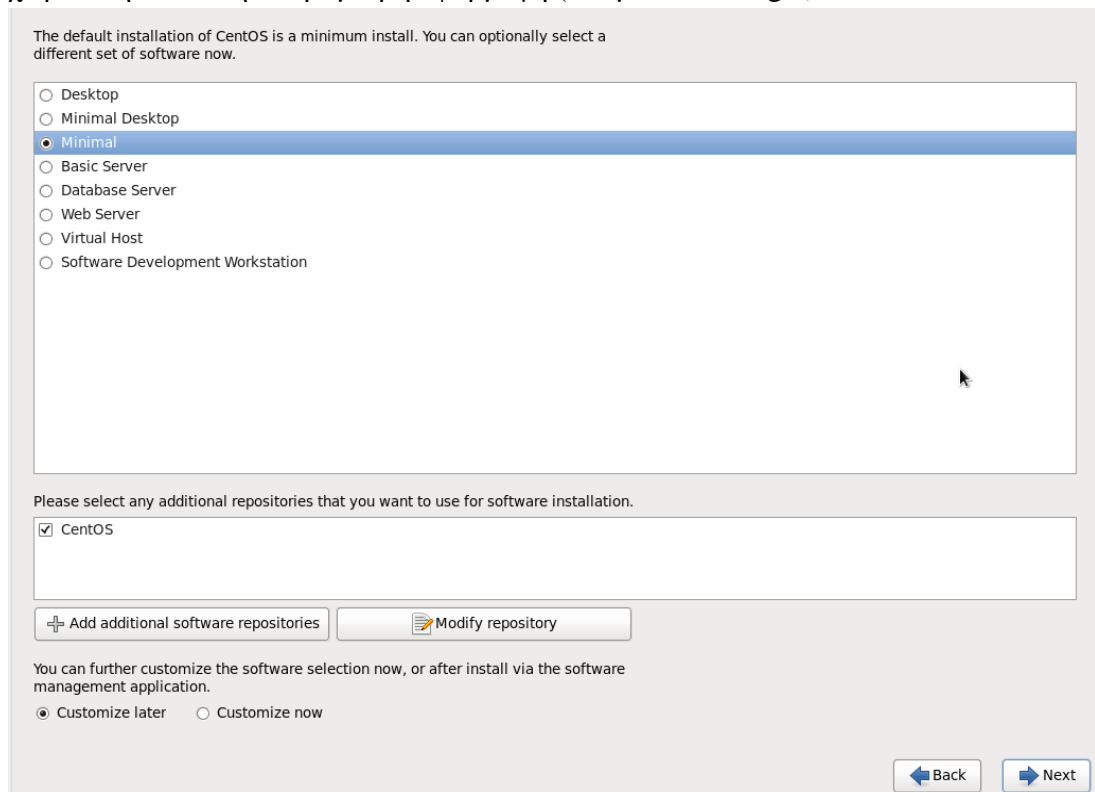 The default installation of CentOS is a minimum install. You can optionally select a
different set of software now.
Desktop
Minimal Desktop
Minimal
Basic Server
Database Server
Web Server
Virtual Host
Software Development Workstation
Please select any additional repositories that you want to use for software installation.
CentOS
Add additional software repositories
Modify repository
You can further customize the software selection now, or after install via the software
management application.
Customize later
Customize now
Back
Next